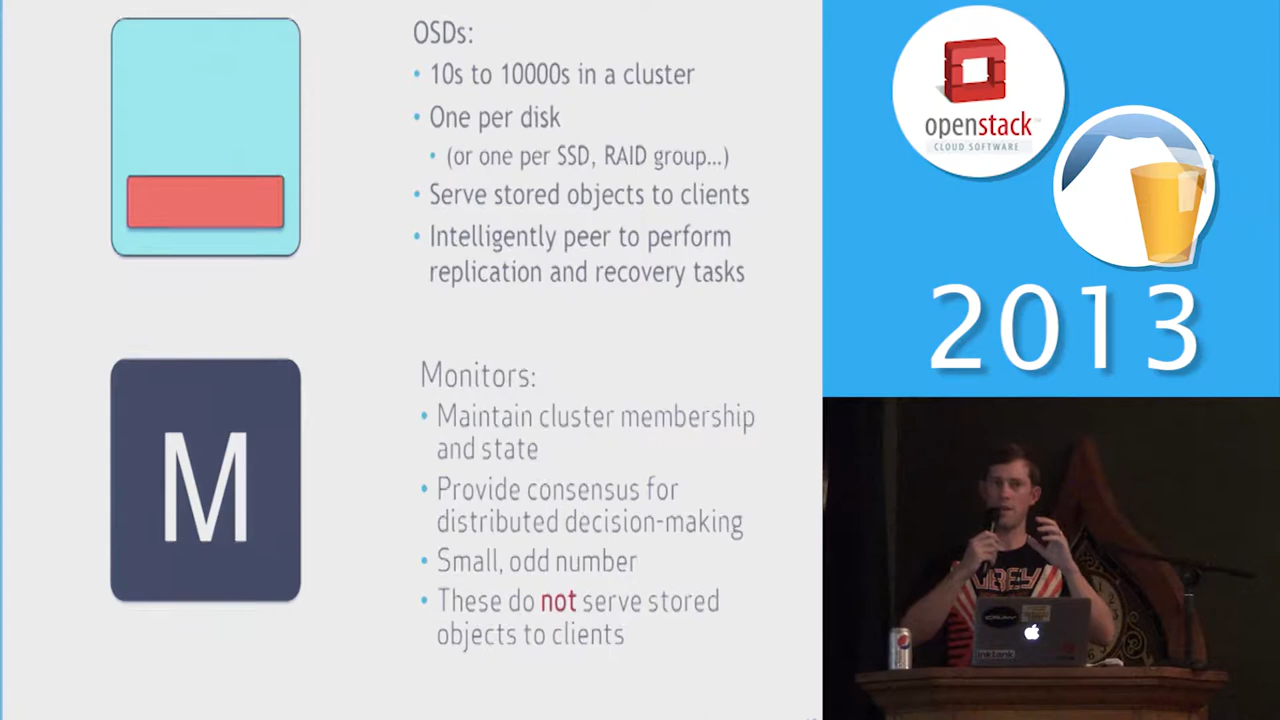 OSDs:
• 10s to 10000s in a cluster
• One per disk
• (or one per SSD, RAID group...)
• Serve stored objects to clients
• Intelligently peer to perform
replication and recovery tasks
M
Monitors:
• Maintain cluster membership
and state
• Provide consensus for
distributed decision-making
• Small, odd number
• These do not serve stored
objects to clients
openstack
CLOUD SOFTWARE
2013
OBEY
inktank